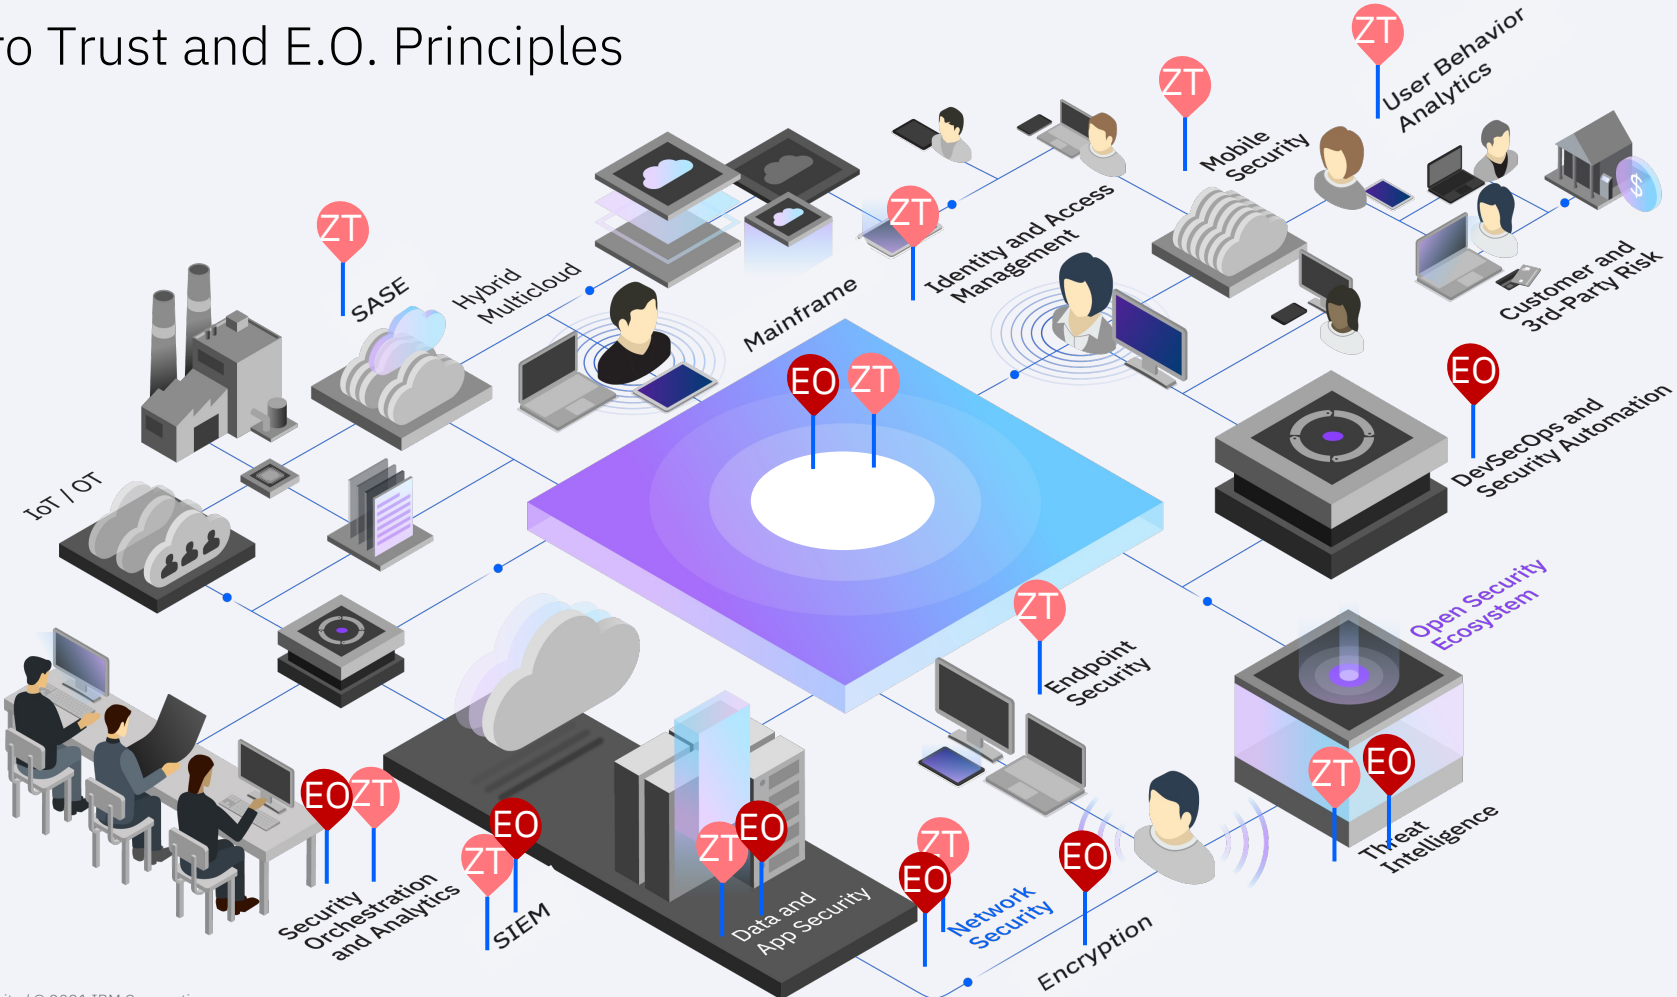 ro Trust and E.O. Principles
ZT
User Behavior
Analytics
ZT
Mobile
Security
ZT
Identity and Access
Management
ZT
SASE
Hybrid
Multicloud
Mainframe
$
Customer and
3rd-Party Risk
EO
ZT
EO
DevSecOps and
Security Automation
IoT / OT
Open Security
Ecosystem
ZT
Endpoint
Security
ZT
EO
Threat
Intelligence
EO
ZT
Security
Orchestration
and Analytics
EO
ZT
SIEM
ZT
EO
Data and
App Security
ZT
EO
Network
Security
EO
Encryption